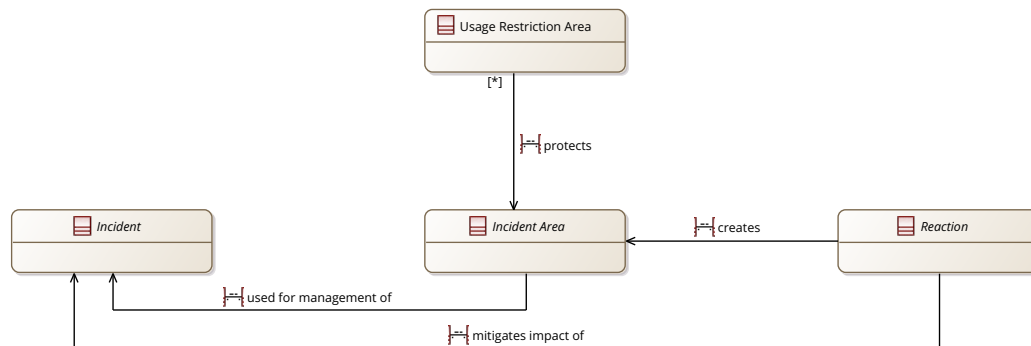 Usage Restriction Area
[*]
protects
Incident
Incident Area
creates
Reaction
used for management of
mitigates impact of